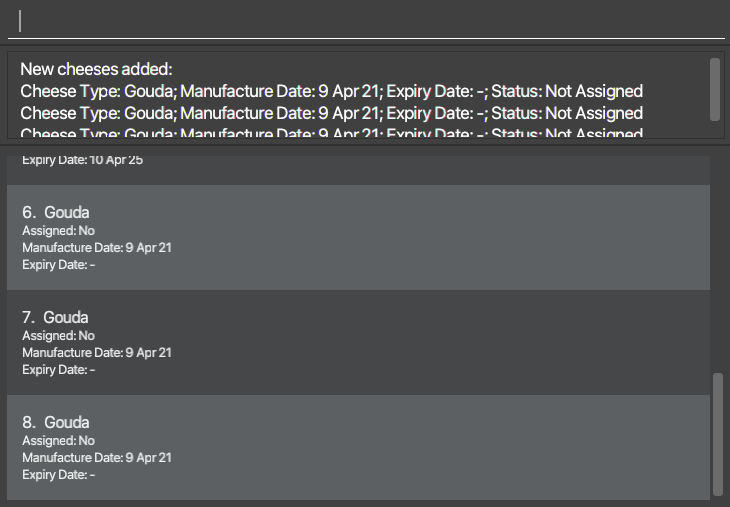 New cheeses added:
Cheese Type: Gouda; Manufacture Date: 9 Apr 21; Expiry Date: -; Status: Not Assigned
Cheese Type: Gouda; Manufacture Date: 9 Apr 21; Expiry Date: -; Status: Not Assigned
Cheese Type: Gouda; Manufacture Date: 9 Apr 21; Expiry Date: -; Status: Not Assigned
Expiry Date: 10 Apr 25
6. Gouda
Assigned: No
Manufacture Date: 9 Apr 21
Expiry Date: -
7. Gouda
Assigned: No
Manufacture Date: 9 Apr 21
Expiry Date: -
8. Gouda
Assigned: No
Manufacture Date: 9 Apr 21
Expiry Date: -